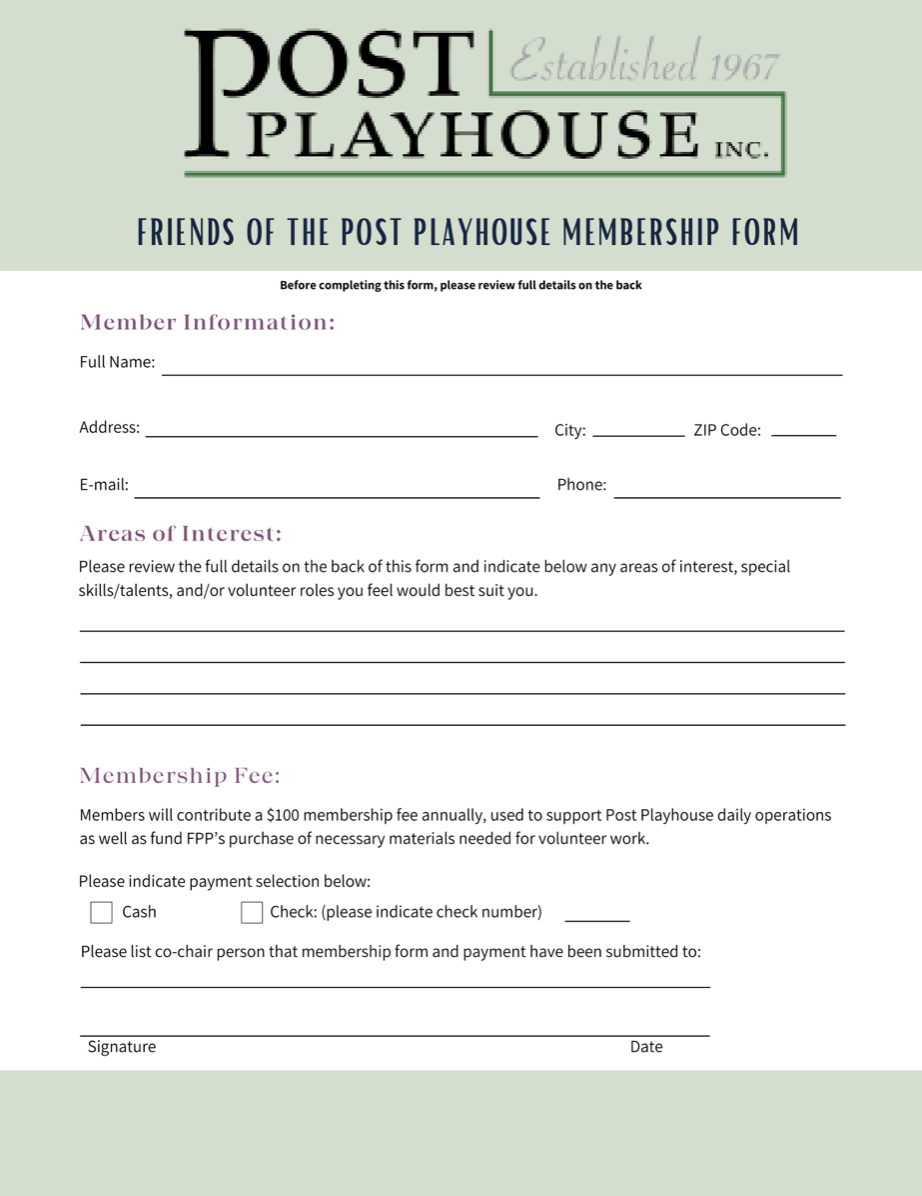 POST
Established 1967
PLAYHOUSE INC.
FRIENDS OF THE POST PLAYHOUSE MEMBERSHIP FORM
Before completing this form, please review full details on the back
Member Information:
Full Name:
Address: City: ZIP Code:
E-mail: Phone:
Areas of Interest:
Please review the full details on the back of this form and indicate below any areas of interest, special
skills/talents, and/or volunteer roles you feel would best suit you.
Membership Fee:
Members will contribute a $100 membership fee annually, used to support Post Playhouse daily operations
as well as fund FPP’s purchase of necessary materials needed for volunteer work.
Please indicate payment selection below:
Cash Check: (please indicate check number)
Please list co-chair person that membership form and payment have been submitted to:
Signature Date